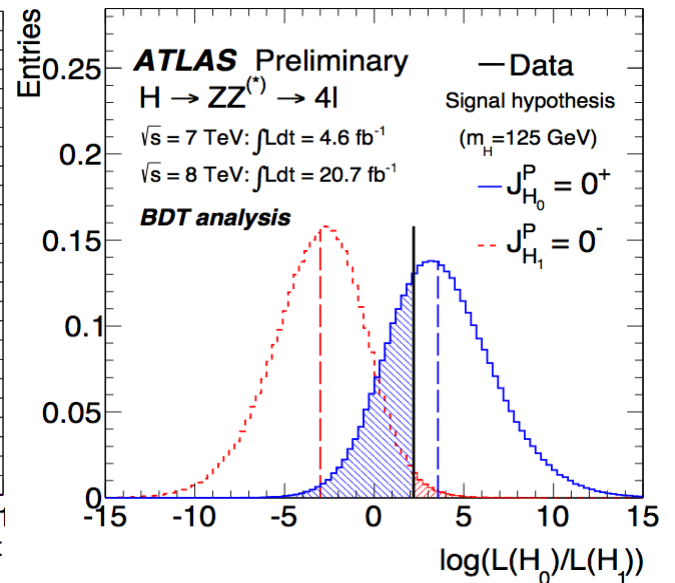 Entries
ATLAS Preliminary
H → ZZ(*) → 4l
√s = 7 TeV: ∫Ldt = 4.6 fb-1
√s = 8 TeV: ∫Ldt = 20.7 fb-1
BDT analysis
Data
Signal hypothesis
(mH=125 GeV)
JPH0 = 0+
JPH1 = 0-
0.25
0.2
0.15
0.1
0.05
0
-15 -10 -5 0 5 10 15
log(L(H0)/L(H1))
1